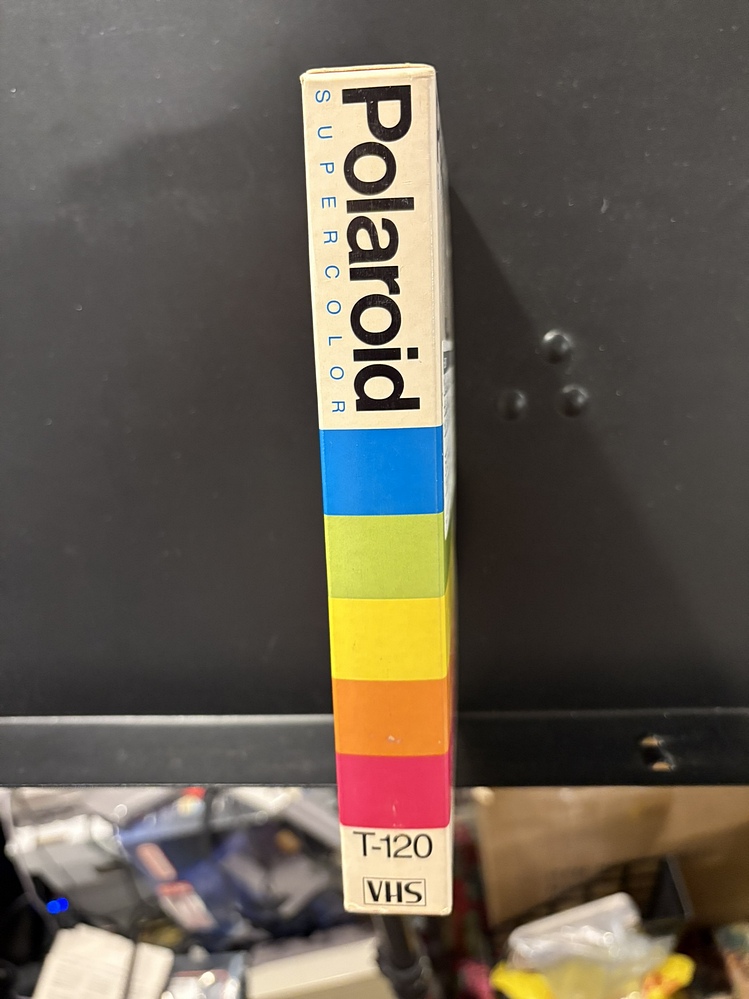 Polaroid
SUPERCOLOR
T-120
VHS